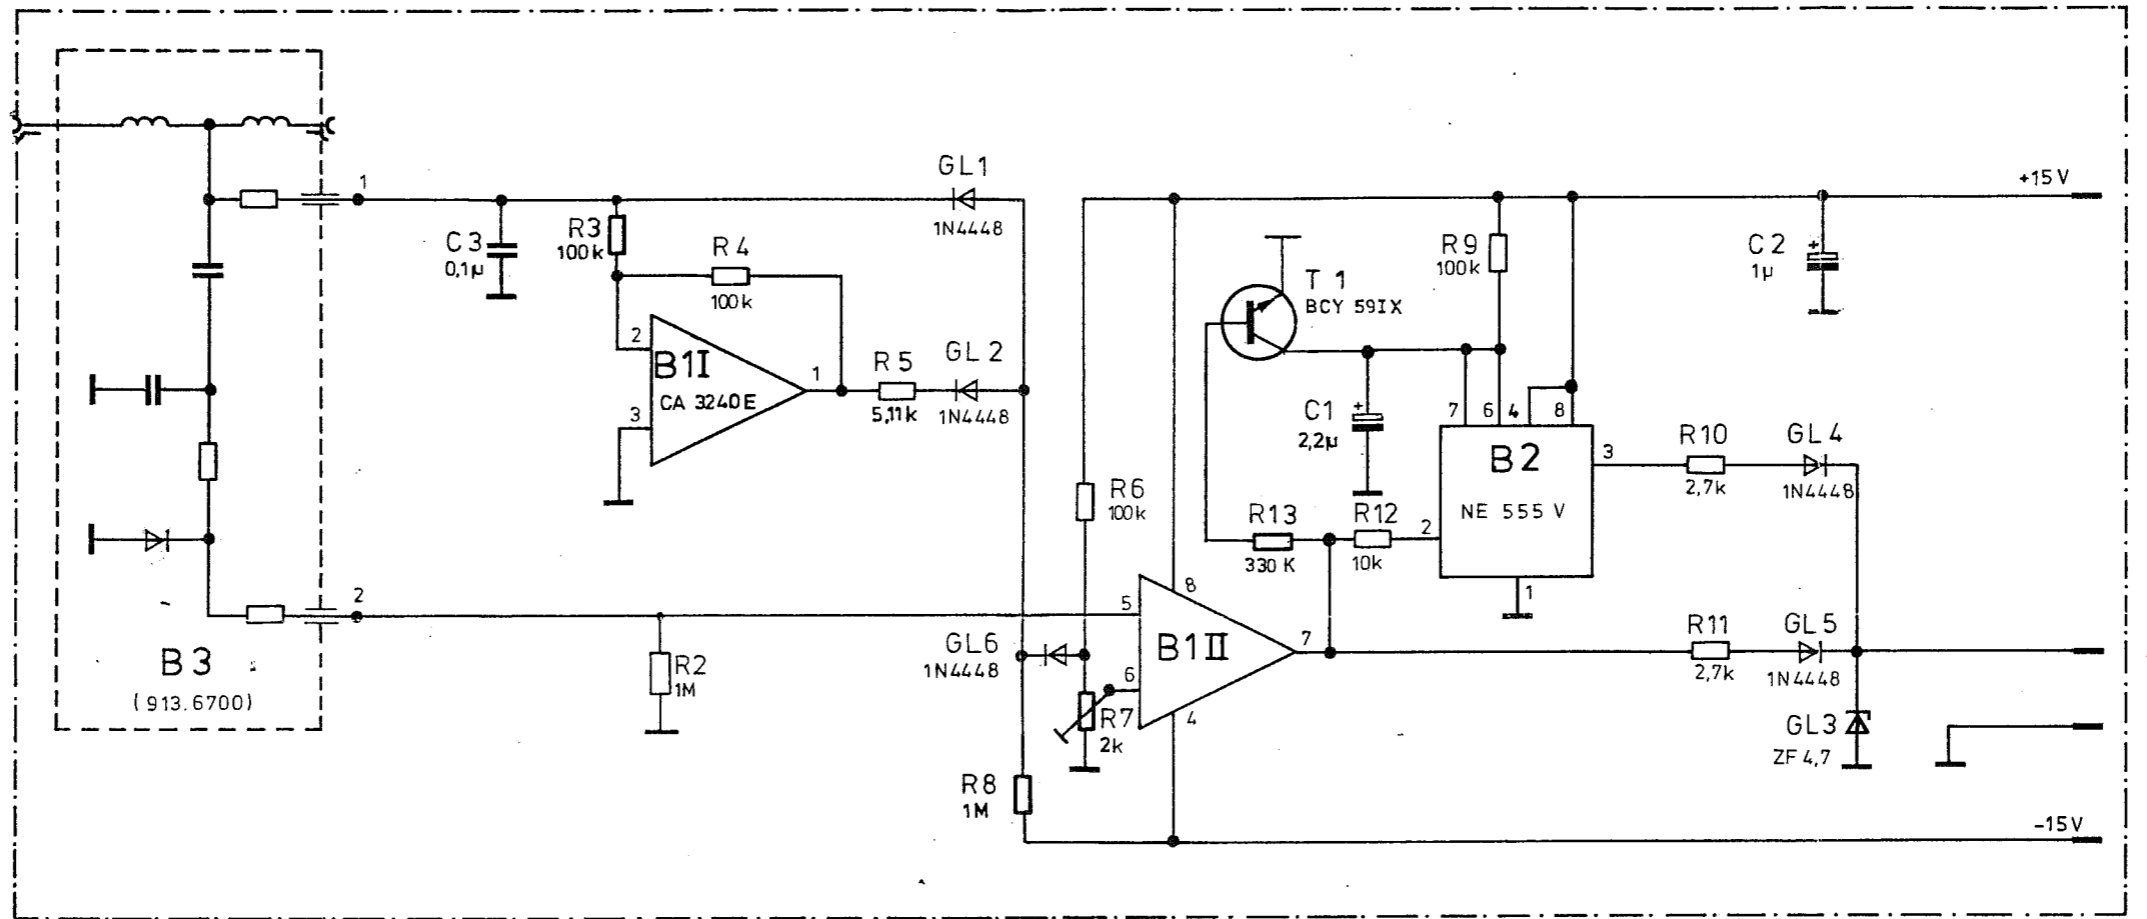 GL1
1N4448
1
+15 V
C3
0,1µ
R3
100k
R4
100k
R9
100k
C2
1µ
T1
BCY 59IX
2
B1I
CA 3240E
3
1
R5
5,11k
GL2
1N4448
C1
2,2µ
7
6
4
8
B2
NE 555 V
3
R10
2,7k
GL4
1N4448
R6
100k
R13
330 K
R12
10k
2
1
2
5
8
B1II
7
6
4
R11
2,7k
GL5
1N4448
B3
(913.6700)
R2
1M
GL6
1N4448
R7
2k
GL3
ZF 4,7
R8
1M
-15V